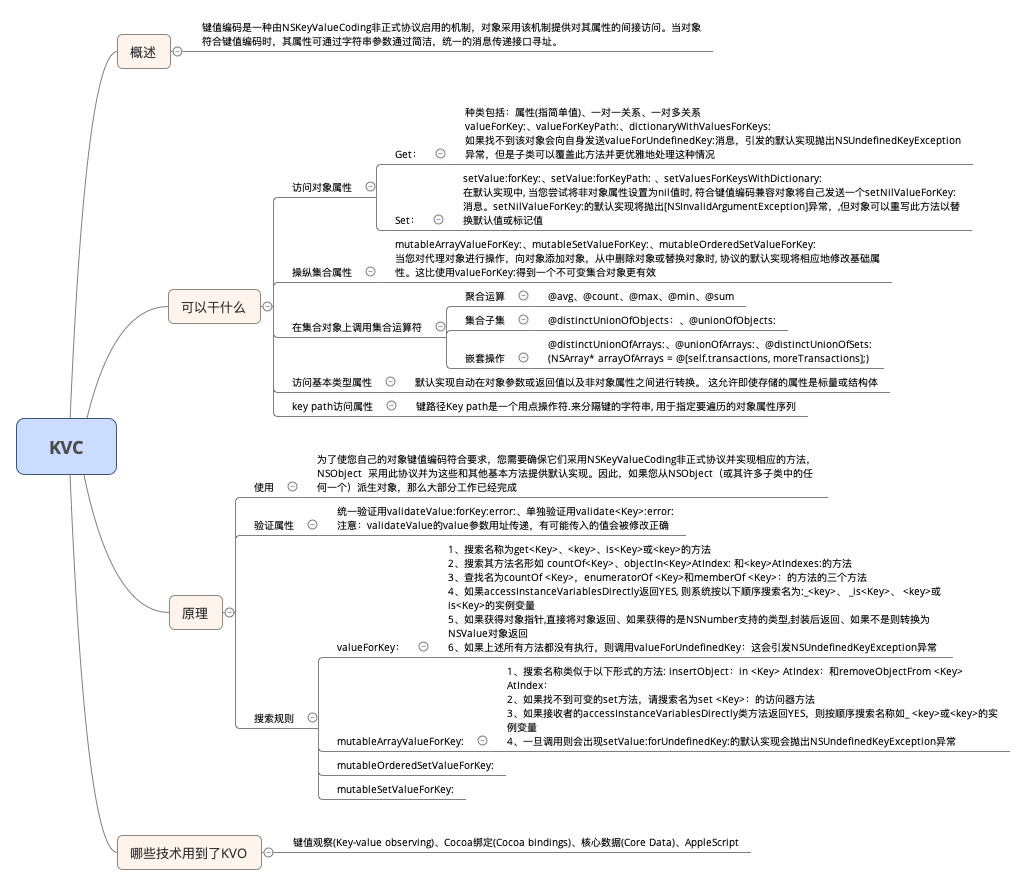 KVC
概述
键值编码是一种由NSKeyValueCoding非正式协议启用的机制，对象采用该机制提供对其属性的间接访问。当对象
符合键值编码时，其属性可通过字符串参数通过简洁，统一的消息传递接口寻址。
可以干什么
访问对象属性
Get：
种类包括：属性(指简单值)、一对一关系、一对多关系
valueForKey:、valueForKeyPath:、dictionaryWithValuesForKeys:
如果找不到该对象会向自身发送valueForUndefinedKey:消息，引发的默认实现抛出NSUndefinedKeyException
异常，但是子类可以覆盖此方法并更优雅地处理这种情况
Set：
setValue:forKey:、setValue:forKeyPath: 、setValuesForKeysWithDictionary:
在默认实现中, 当您尝试将非对象属性设置为nil值时, 符合键值编码兼容对象将自己发送一个setNilValueForKey:
消息。setNilValueForKey:的默认实现将抛出[NSInvalidArgumentException]异常，,但对象可以重写此方法以替
换默认值或标记值
操纵集合属性
mutableArrayValueForKey:、mutableSetValueForKey:、mutableOrderedSetValueForKey:
当您对代理对象进行操作，向对象添加对象，从中删除对象或替换对象时, 协议的默认实现将相应地修改基础属
性。这比使用valueForKey:得到一个不可变集合对象更有效
在集合对象上调用集合运算符
聚合运算
@avg、@count、@max、@min、@sum
集合子集
@distinctUnionOfObjects: 、@unionOfObjects:
嵌套操作
@distinctUnionOfArrays:、@unionOfArrays:、@distinctUnionOfSets:
(NSArray* arrayOfArrays = @[self.transactions, moreTransactions];)
访问基本类型属性
默认实现自动在对象参数或返回值以及非对象属性之间进行转换。 这允许即使存储的属性是标量或结构体
key path访问属性
键路径Key path是一个用点操作符.来分隔键的字符串, 用于指定要遍历的对象属性序列
原理
使用
为了使您自己的对象键值编码符合要求，您需要确保它们采用NSKeyValueCoding非正式协议并实现相应的方法，
NSObject  采用此协议并为这些和其他基本方法提供默认实现。因此，如果您从NSObject（或其许多子类中的任
何一个）派生对象，那么大部分工作已经完成
验证属性
统一验证用validateValue:forKey:error:、单独验证用validate<Key>:error:
注意：validateValue的value参数用址传递，有可能传入的值会被修改正确
搜索规则
valueForKey：
1、搜索名称为get<Key>、<key>、is<Key>或<key>的方法
2、搜索其方法名形如 countOf<Key>、objectIn<Key>AtIndex: 和<key>AtIndexes:的方法
3、查找名为countOf <Key>，enumeratorOf <Key>和memberOf <Key>：的方法的三个方法
4、如果accessInstanceVariablesDirectly返回YES, 则系统按以下顺序搜索名为:_<key>、 _is<Key>、 <key>或
is<Key>的实例变量
5、如果获得对象指针,直接将对象返回、如果获得的是NSNumber支持的类型,封装后返回、如果不是则转换为
NSValue对象返回
6、如果上述所有方法都没有执行，则调用valueForUndefinedKey：这会引发NSUndefinedKeyException异常
mutableArrayValueForKey:
1、搜索名称类似于以下形式的方法: insertObject：in <Key> AtIndex：和removeObjectFrom <Key>
AtIndex：
2、如果找不到可变的set方法，请搜索名为set <Key>：的访问器方法
3、如果接收者的accessInstanceVariablesDirectly类方法返回YES，则按顺序搜索名称如_ <key>或<key>的实
例变量
4、一旦调用则会出现setValue:forUndefinedKey:的默认实现会抛出NSUndefinedKeyException异常
mutableOrderedSetValueForKey:
mutableSetValueForKey:
哪些技术用到了KVO
键值观察(Key-value observing)、Cocoa绑定(Cocoa bindings)、核心数据(Core Data)、AppleScript